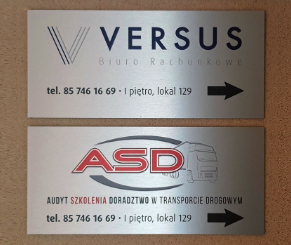 VERSUS
Biuro Rachunkowe
tel. 85 746 16 69 • I piętro, lokal 129
ASD
AUDYT SZKOLENIA DORADZTWO W TRANSPORCIE DROGOWYM
tel. 85 746 16 69 • I piętro, lokal 129